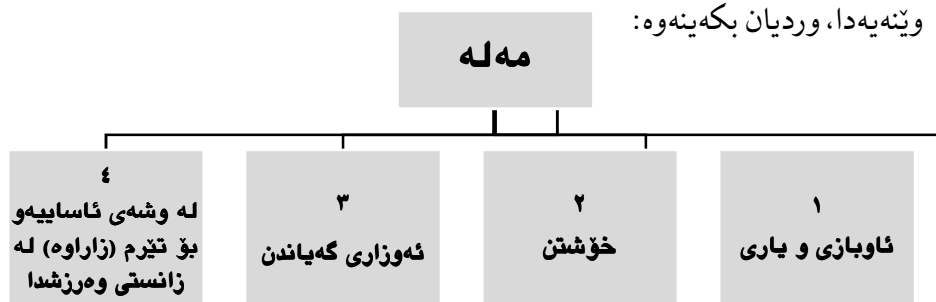 وێنەیەدا، وردیان بکەینەوە:
مەلە
١
ئاوبازی و یاری
٢
خۆشتن
٣
ئەوزاری گەیاندن
٤
لە وشەی ئاساییەو
بۆ تێرم (زاراوە) لە
زانستی وەرزشدا